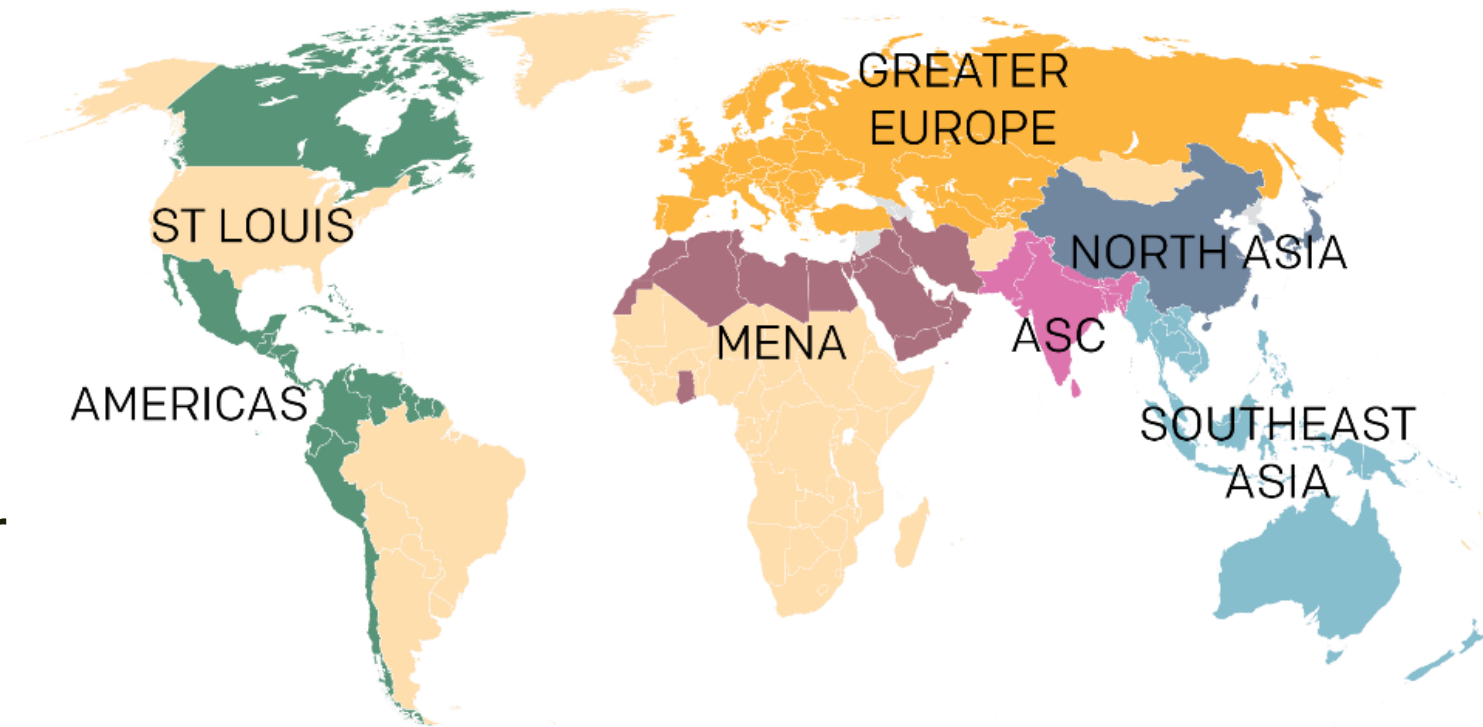 GREATER
EUROPE
ST LOUIS
NORTH ASIA
MENA
ASC
AMERICAS
SOUTHEAST
ASIA